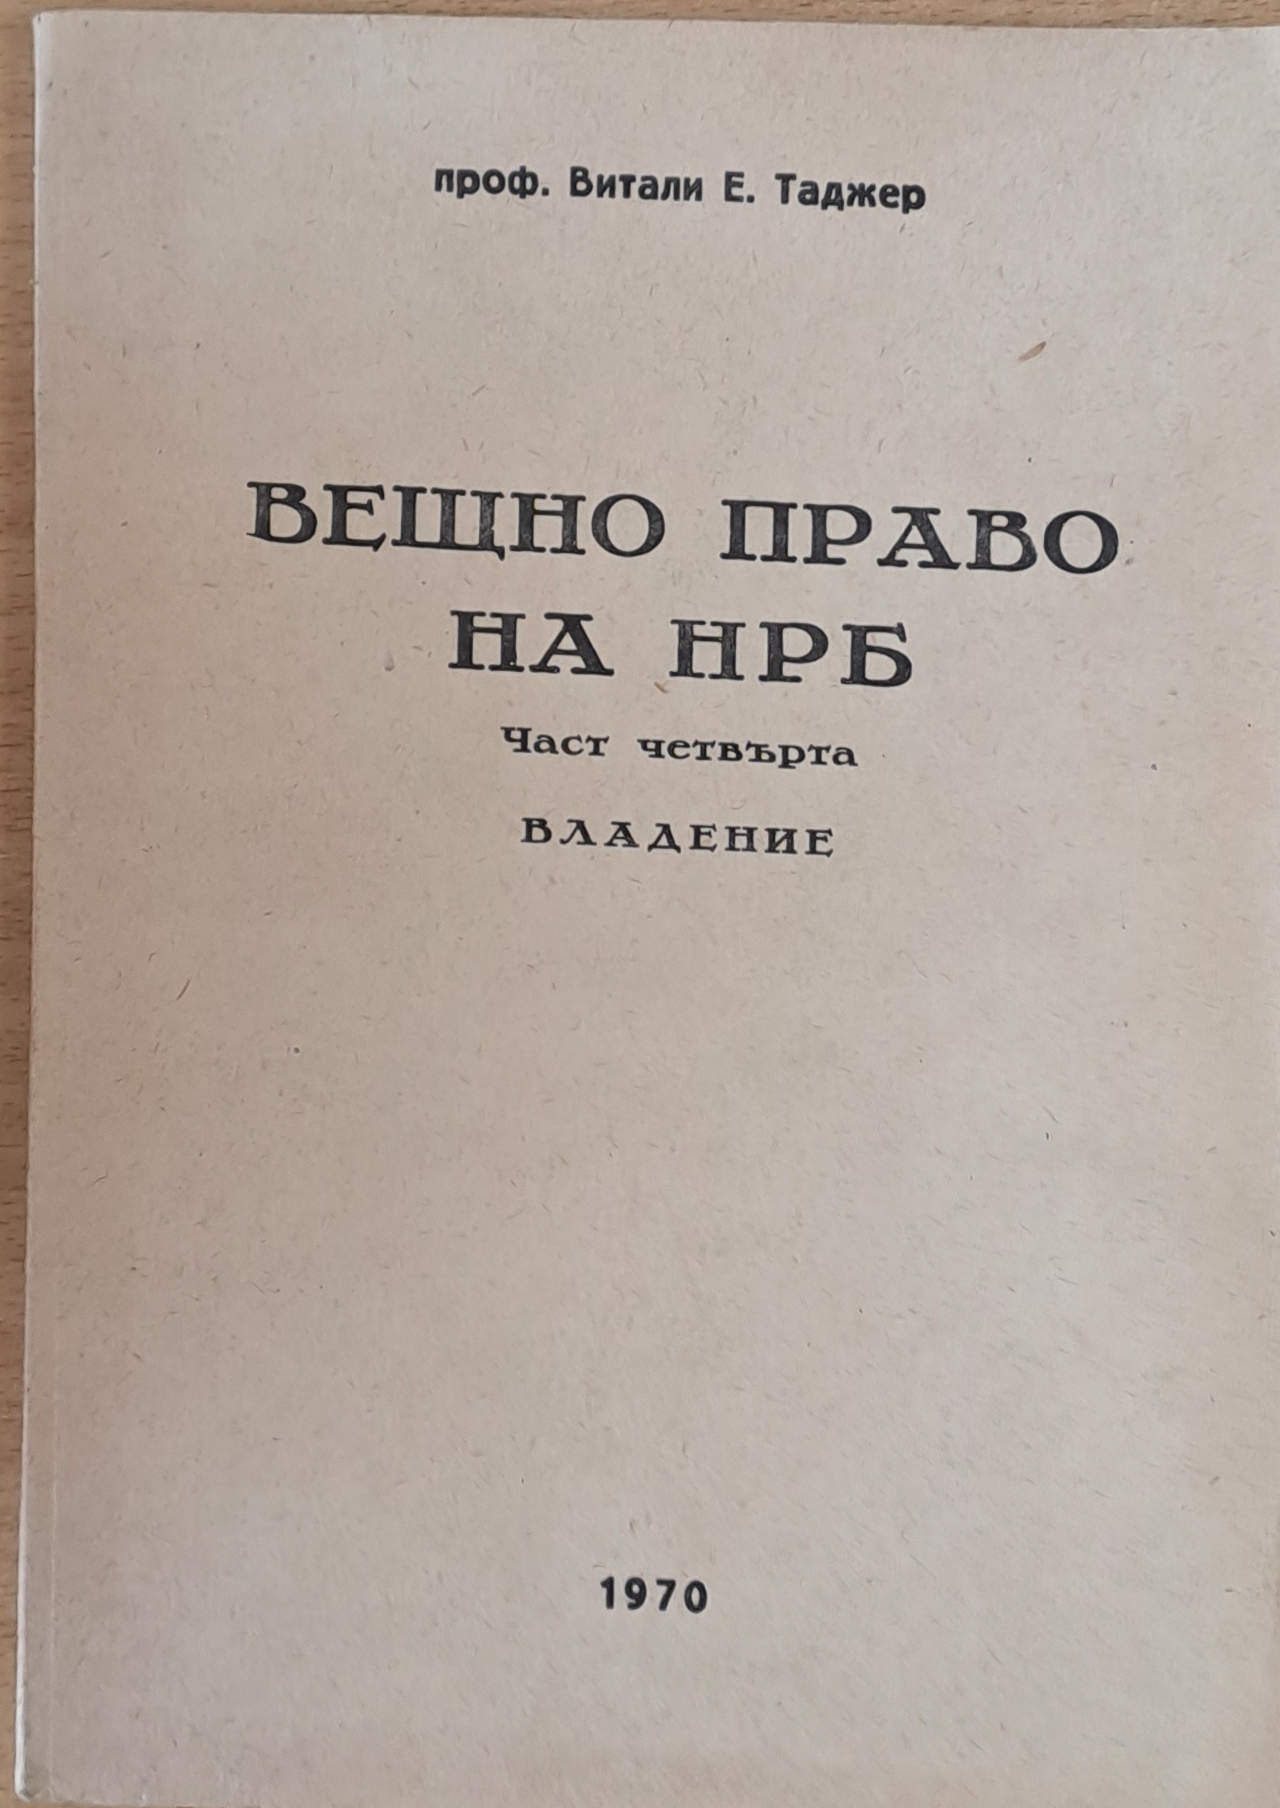 проф. Витали Е. Таджер
ВЕЩНО ПРАВО
НА НРБ
Част четвърта
ВЛАДЕНИЕ
1970